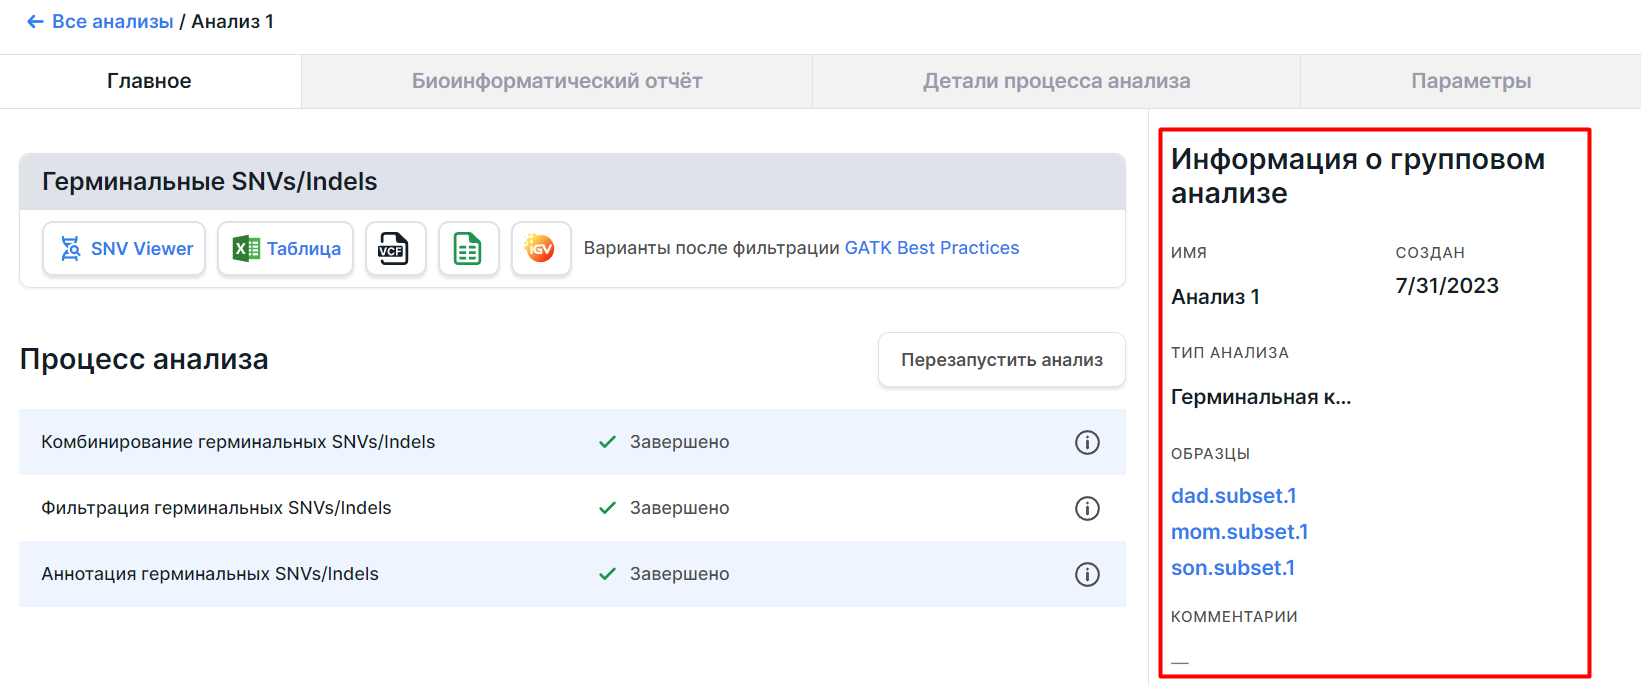 ← Все анализы / Анализ 1
Главное
Биоинформатический отчёт
Детали процесса анализа
Параметры
Герминальные SNVs/Indels
SNV Viewer
Таблица
VCF
IGV
Варианты после фильтрации GATK Best Practices
Процесс анализа
Перезапустить анализ
Комбинирование герминальных SNVs/Indels
Завершено
Фильтрация герминальных SNVs/Indels
Завершено
Аннотация герминальных SNVs/Indels
Завершено
Информация о групповом
анализе
ИМЯ
СОЗДАН
Анализ 1
7/31/2023
ТИП АНАЛИЗА
Герминальная к...
ОБРАЗЦЫ
dad.subset.1
mom.subset.1
son.subset.1
КОММЕНТАРИИ
—